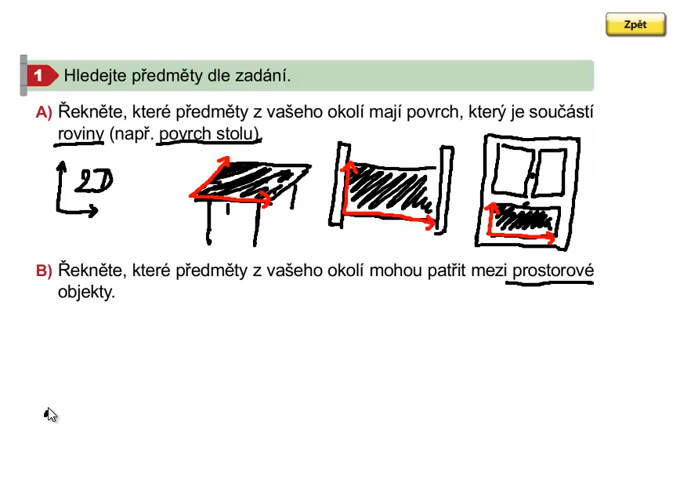 Zpět
1 Hledejte předměty dle zadání.
A) Řekněte, které předměty z vašeho okolí mají povrch, který je součástí
roviny (např. povrch stolu).
2D
B) Řekněte, které předměty z vašeho okolí mohou patřit mezi prostorové
objekty.